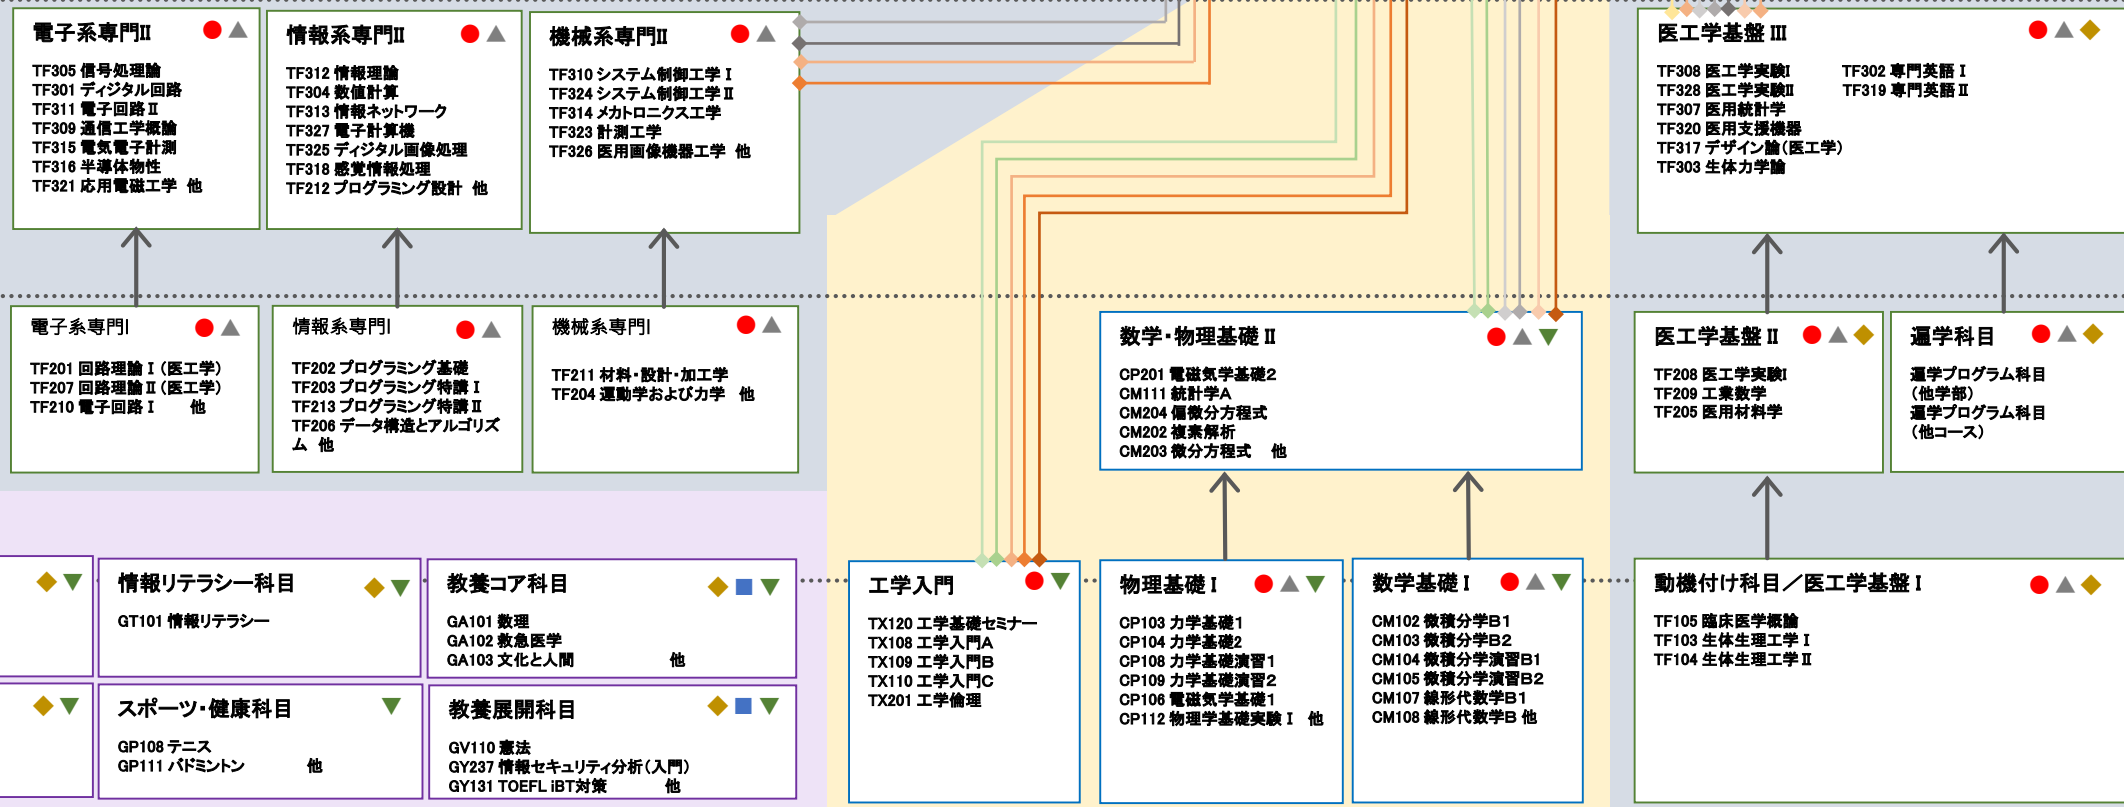 電子系専門II
TF305 信号処理論
TF301 ディジタル回路
TF311 電子回路Ⅱ
TF309 通信工学概論
TF315 電気電子計測
TF316 半導体物性
TF321 応用電磁工学 他
情報系専門II
TF312 情報理論
TF304 数値計算
TF313 情報ネットワーク
TF327 電子計算機
TF325 ディジタル画像処理
TF318 感覚情報処理
TF212 プログラミング設計 他
機械系専門II
TF310 システム制御工学Ⅰ
TF324 システム制御工学Ⅱ
TF314 メカトロニクス工学
TF323 計測工学
TF326 医用画像機器工学 他
医工学基盤 III
TF308 医工学実験I
TF328 医工学実験II
TF307 医用統計学
TF320 医用支援機器
TF317 デザイン論(医工学)
TF303 生体力学論
TF302 専門英語Ⅰ
TF319 専門英語Ⅱ
電子系専門I
TF201 回路理論Ⅰ(医工学)
TF207 回路理論Ⅱ(医工学)
TF210 電子回路Ⅰ 他
情報系専門I
TF202 プログラミング基礎
TF203 プログラミング特講Ⅰ
TF213 プログラミング特講Ⅱ
TF206 データ構造とアルゴリズ
ム 他
機械系専門I
TF211 材料・設計・加工学
TF204 運動学および力学 他
数学・物理基礎Ⅱ
CP201 電磁気学基礎2
CM111 統計学A
CM204 偏微分方程式
CM202 複素解析
CM203 微分方程式 他
医工学基盤Ⅱ
TF208 医工学実験I
TF209 工業数学
TF205 医用材料学
還学科目
還学プログラム科目
(他学部)
還学プログラム科目
(他コース)
情報リテラシー科目
GT101 情報リテラシー
教養コア科目
GA101 数理
GA102 救急医学
GA103 文化と人間 他
スポーツ・健康科目
GP108 テニス
GP111 バドミントン 他
教養展開科目
GV110 憲法
GY237 情報セキュリティ分析(入門)
GY131 TOEFL iBT対策 他
工学入門
TX120 工学基礎セミナー
TX108 工学入門A
TX109 工学入門B
TX110 工学入門C
TX201 工学倫理
物理基礎Ⅰ
CP103 力学基礎1
CP104 力学基礎2
CP108 力学基礎演習1
CP109 力学基礎演習2
CP106 電磁気学基礎1
CP112 物理学基礎実験Ⅰ 他
数学基礎Ⅰ
CM102 微積分学B1
CM103 微積分学B2
CM104 微積分学演習B1
CM105 微積分学演習B2
CM107 線形代数学B1
CM108 線形代数学B 他
動機付け科目/医工学基盤Ⅰ
TF105 臨床医学概論
TF103 生体生理工学Ⅰ
TF104 生体生理工学Ⅱ